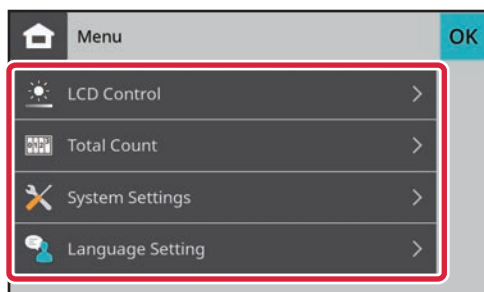 Menu
OK
LCD Control
Total Count
System Settings
Language Setting